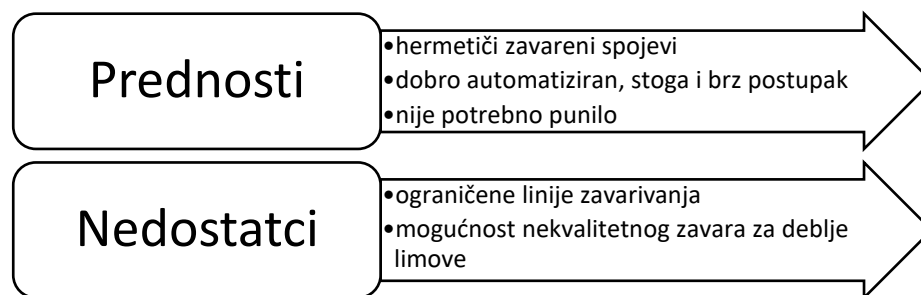 Prednosti
•hermetiči zavareni spojevi
•dobro automatiziran, stoga i brz postupak
•nije potrebno punilo
Nedostatci
•ograničene linije zavarivanja
•mogućnost nekvalitetnog zavara za deblje
limove